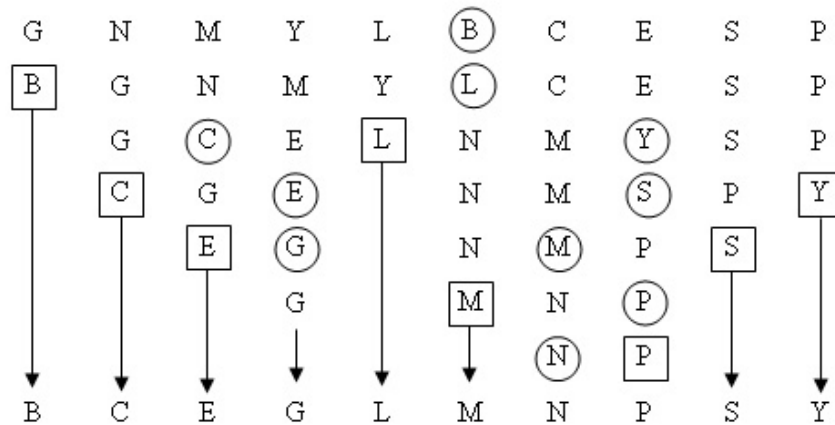 G N M Y L B C E S P
B G N M Y L C E S P
G C E L N M Y S P
C G E N M S P Y
E G N M P S
G M N P
N P
B C E G L M N P S Y